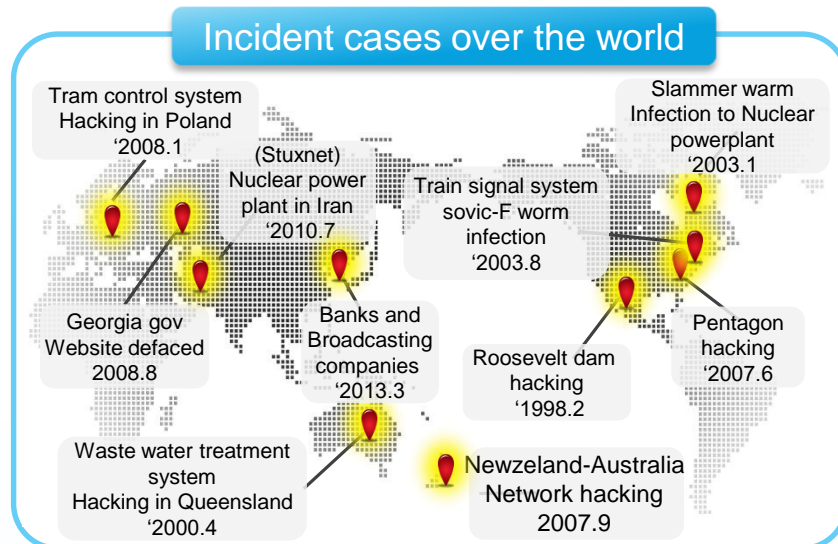 Incident cases over the world
Tram control system
Hacking in Poland
‘2008.1
(Stuxnet)
Nuclear power
plant in Iran
‘2010.7
Slammer warm
Infection to Nuclear
powerplant
‘2003.1
Train signal system
sovic-F worm
infection
‘2003.8
Georgia gov
Website defaced
2008.8
Banks and
Broadcasting
companies
‘2013.3
Roosevelt dam
hacking
‘1998.2
Pentagon
hacking
‘2007.6
Waste water treatment
system
Hacking in Queensland
‘2000.4
Newzeland-Australia
Network hacking
2007.9